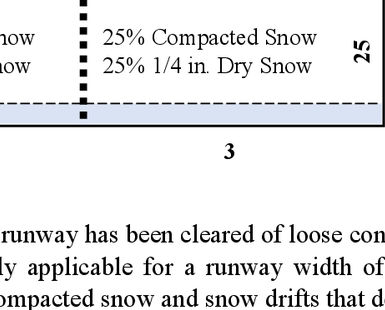 now 25% Compacted Snow
now 25% 1/4 in. Dry Snow
25
3
runway has been cleared of loose con
ly applicable for a runway width of
ompacted snow and snow drifts that d